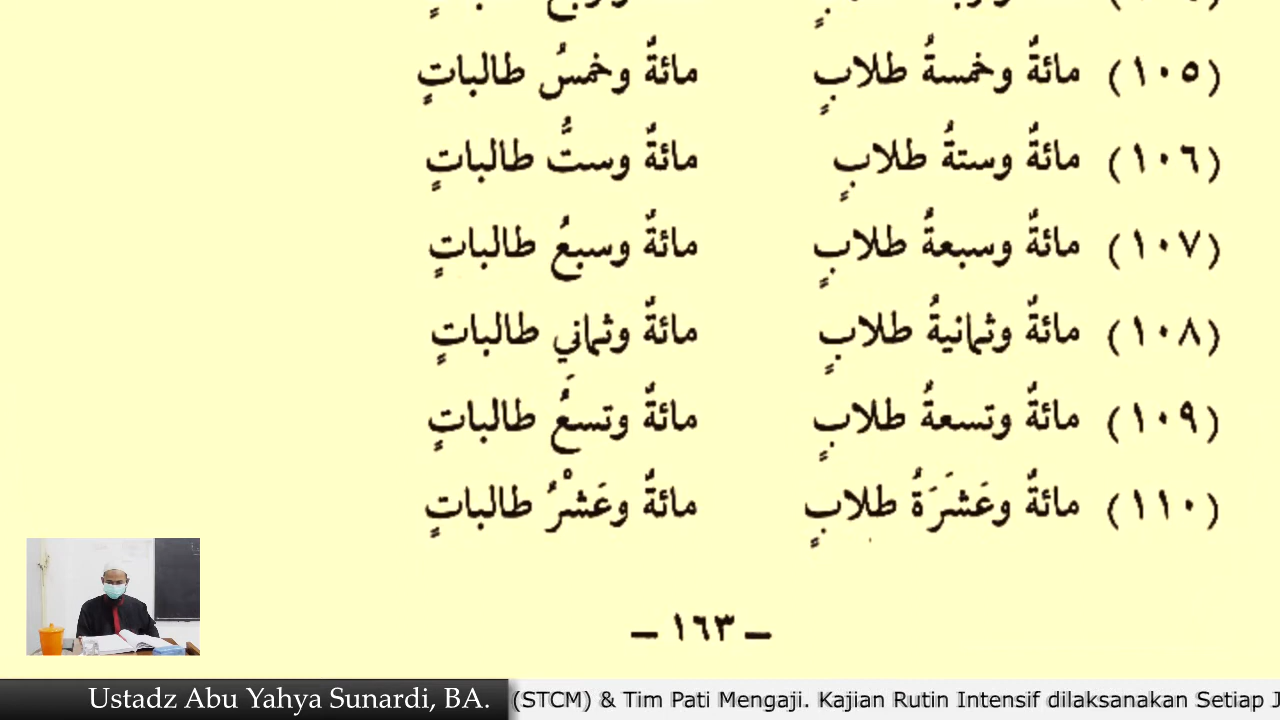 (١٠٥) مائةٌ وخمسةُ طلابٍ مائةٌ وخمسُ طالباتٍ
(١٠٦) مائةٌ وستةُ طلابٍ مائةٌ وستُّ طالباتٍ
(١٠٧) مائةٌ وسبعةُ طلابٍ مائةٌ وسبعُ طالباتٍ
(١٠٨) مائةٌ وثمانيةُ طلابٍ مائةٌ وثماني طالباتٍ
(١٠٩) مائةٌ وتسعةُ طلابٍ مائةٌ وتسعُ طالباتٍ
(١١٠) مائةٌ وعَشَرَةُ طلابٍ مائةٌ وعَشْرُ طالباتٍ
– ١٦٣ –
Ustadz Abu Yahya Sunardi, BA.
(STCM) & Tim Pati Mengaji. Kajian Rutin Intensif dilaksanakan Setiap